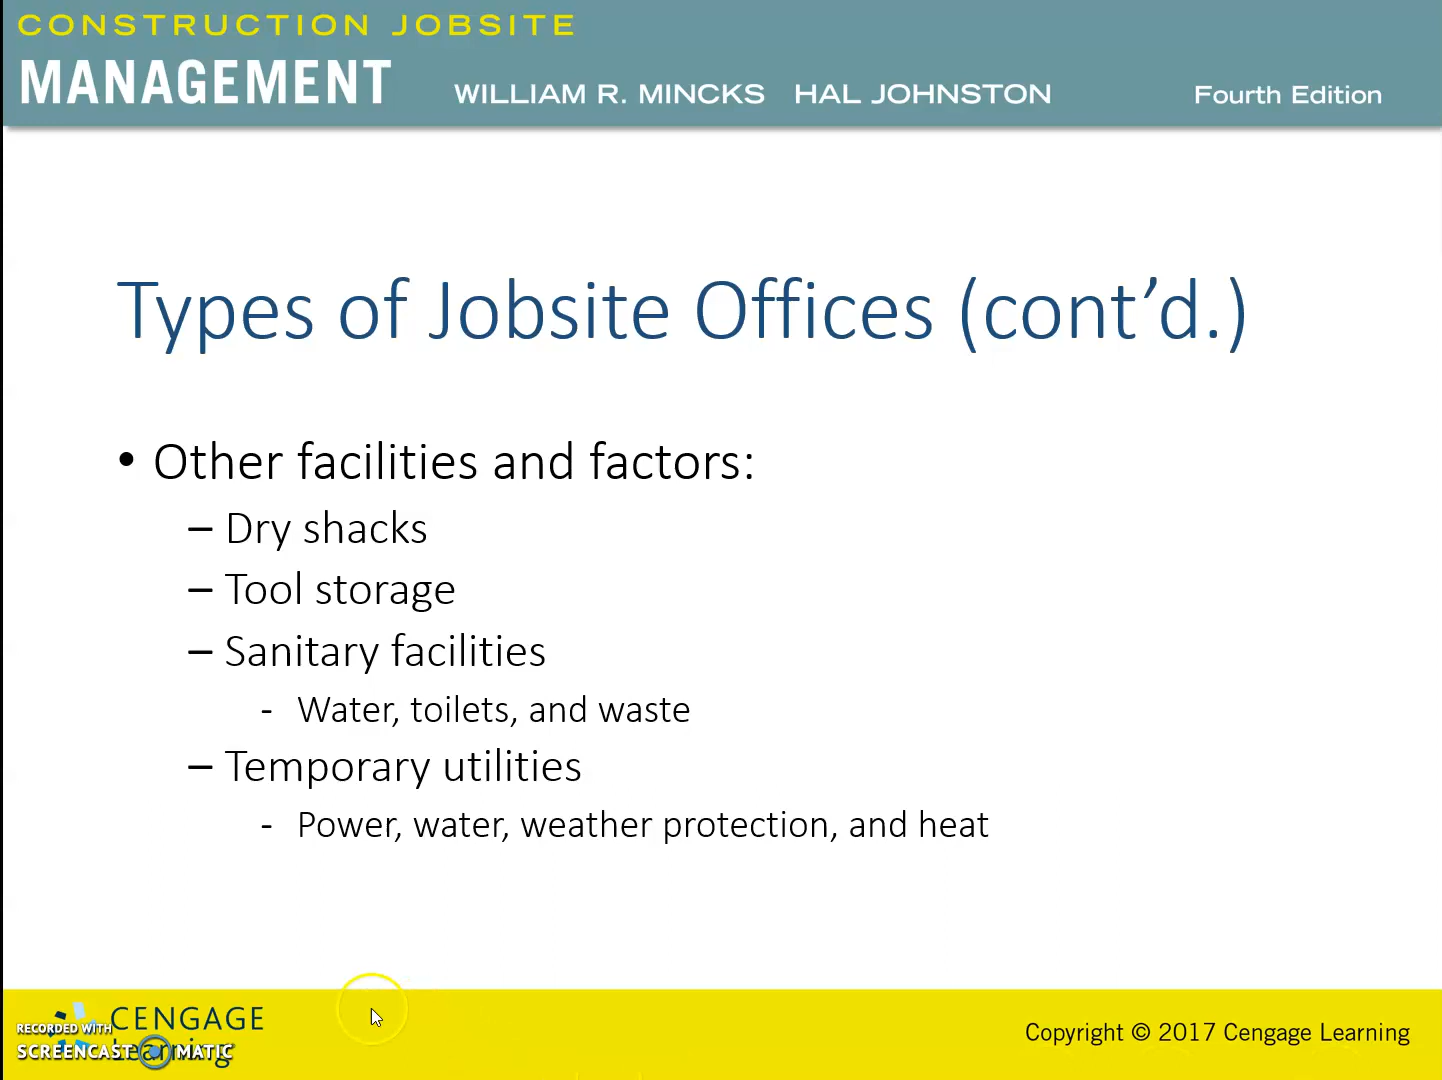 CONSTRUCTION JOBSITE
MANAGEMENT WILLIAM R. MINCKS HAL JOHNSTON Fourth Edition
Types of Jobsite Offices (cont’d.)
• Other facilities and factors:
– Dry shacks
– Tool storage
– Sanitary facilities
- Water, toilets, and waste
– Temporary utilities
- Power, water, weather protection, and heat
CENGAGE
Learning
RECORDED WITH
SCREENCAST MATIC
Copyright © 2017 Cengage Learning